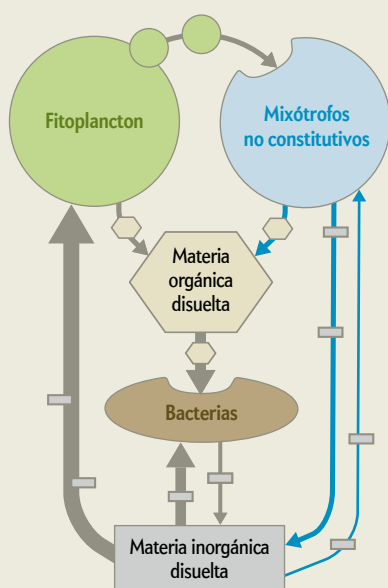 Fitoplancton
Mixótrofos
no constitutivos
Materia
orgánica
disuelta
Bacterias
Materia inorgánica
disuelta